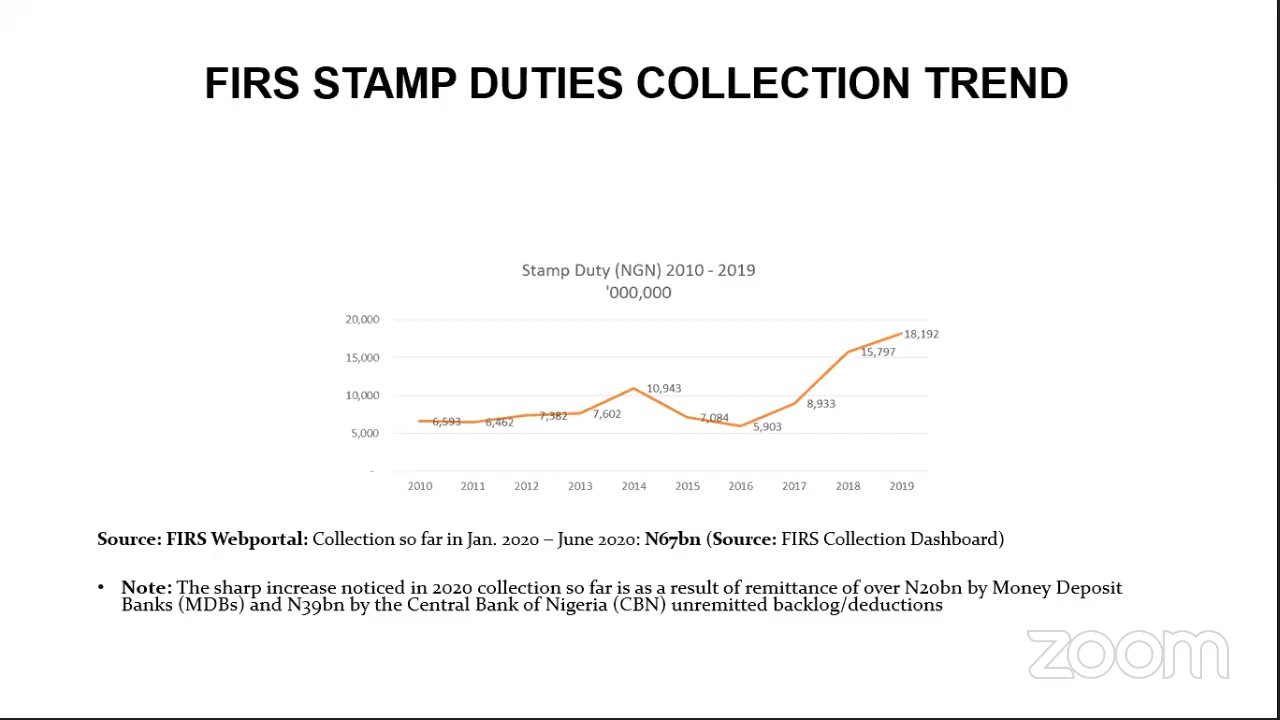 FIRS STAMP DUTIES COLLECTION TREND
Stamp Duty (NGN) 2010 - 2019
'000,000
20,000
15,000
10,000
5,000
-
6,593
6,462
7,382
7,602
10,943
7,084
5,903
8,933
15,797
18,192
2010 2011 2012 2013 2014 2015 2016 2017 2018 2019
Source: FIRS Webportal: Collection so far in Jan. 2020 – June 2020: N67bn (Source: FIRS Collection Dashboard)
• Note: The sharp increase noticed in 2020 collection so far is as a result of remittance of over N20bn by Money Deposit
Banks (MDBs) and N39bn by the Central Bank of Nigeria (CBN) unremitted backlog/deductions
zoom